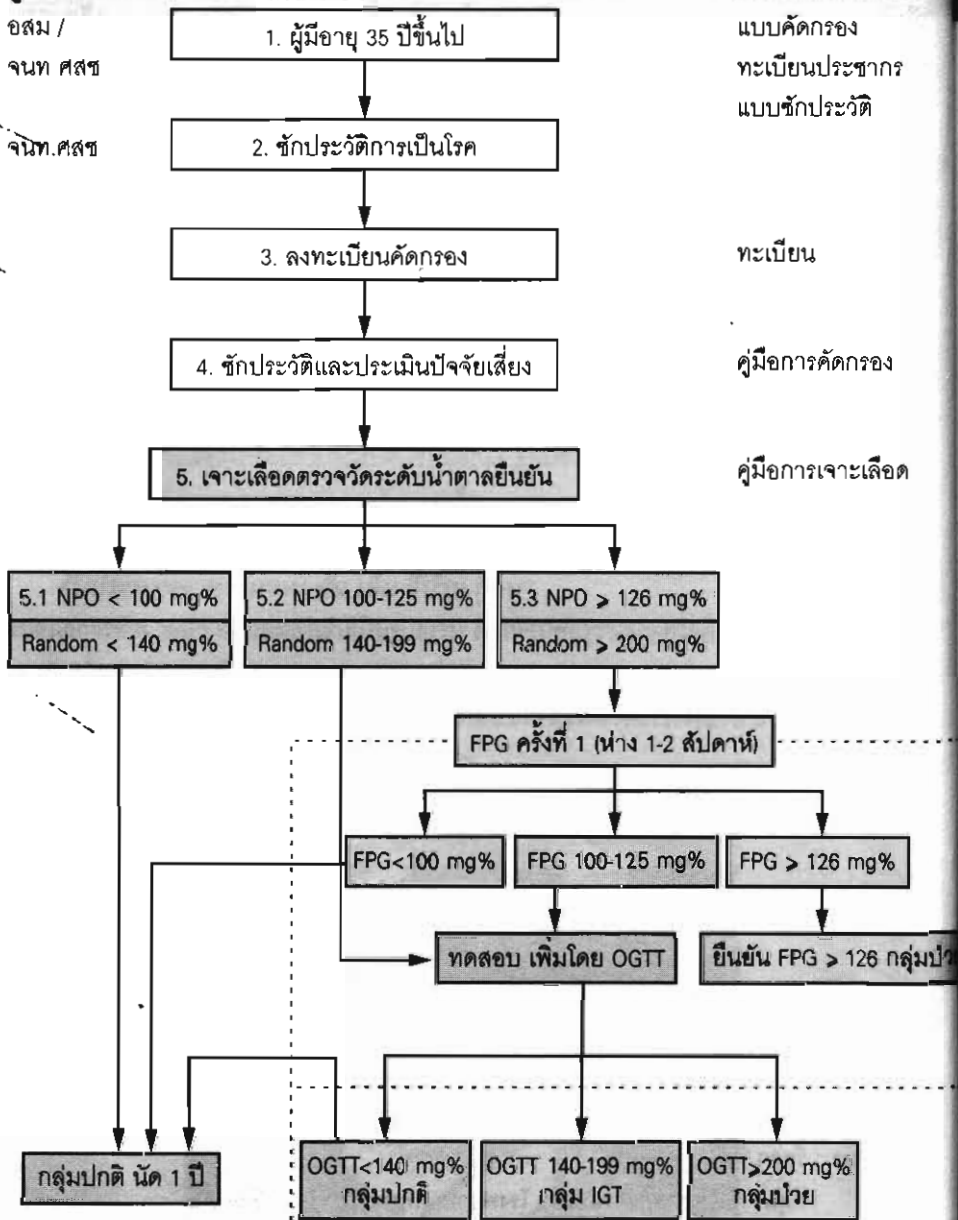 อสม /
จนท ศสช
1. ผู้มีอายุ 35 ปีขึ้นไป
แบบคัดกรอง
ทะเบียนประชากร
แบบซักประวัติ
จนท.ศสช
2. ซักประวัติการเป็นโรค
3. ลงทะเบียนคัดกรอง
ทะเบียน
4. ซักประวัติและประเมินปัจจัยเสี่ยง
คู่มือการคัดกรอง
5. เจาะเลือดตรวจวัดระดับน้ำตาลยืนยัน
คู่มือการเจาะเลือด
5.1 NPO < 100 mg%
Random < 140 mg%
5.2 NPO 100-125 mg%
Random 140-199 mg%
5.3 NPO > 126 mg%
Random > 200 mg%
FPG ครั้งที่ 1 (ห่าง 1-2 สัปดาห์)
FPG<100 mg%
FPG 100-125 mg%
FPG > 126 mg%
ทดสอบ เพิ่มโดย OGTT
ยืนยัน FPG > 126
กลุ่มปกติ นัด 1 ปี
OGTT<140 mg%
กลุ่มปกติ
OGTT 140-199 mg%
กลุ่ม IGT
OGTT>200 mg%
กลุ่มป่วย